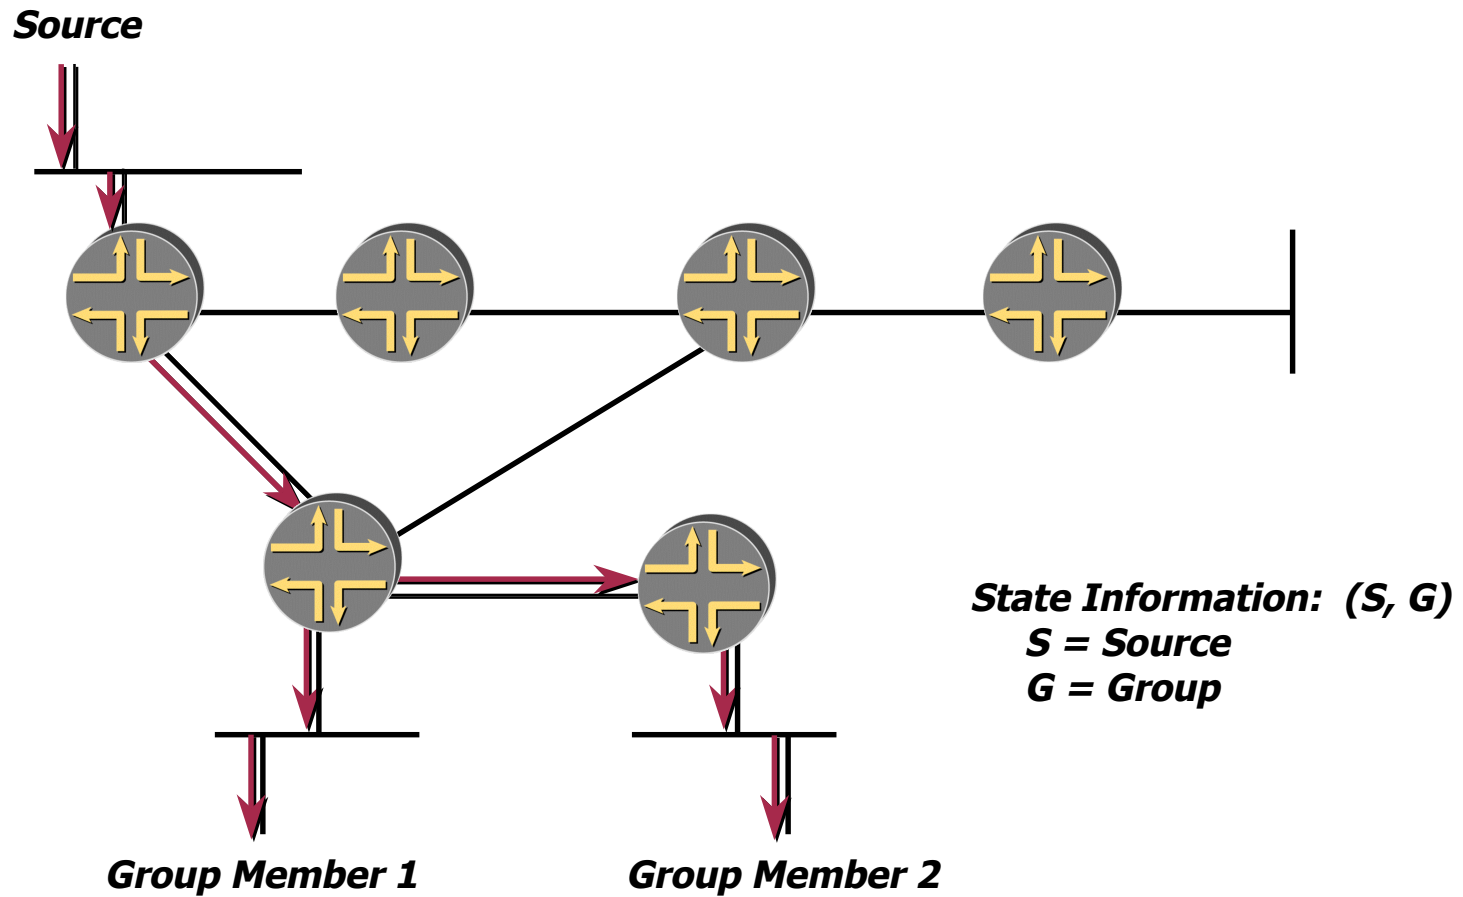 Source
State Information: (S, G)
S = Source
G = Group
Group Member 1
Group Member 2